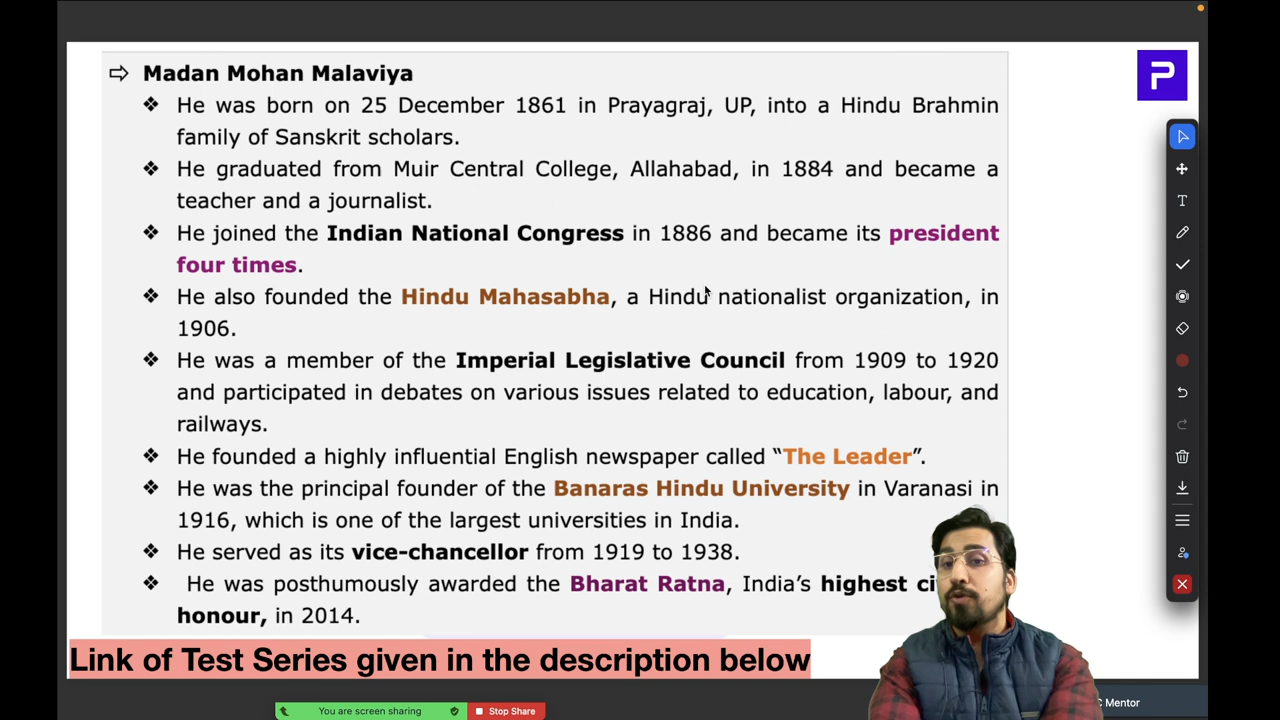 Madan Mohan Malaviya
He was born on 25 December 1861 in Prayagraj, UP, into a Hindu Brahmin
family of Sanskrit scholars.
He graduated from Muir Central College, Allahabad, in 1884 and became a
teacher and a journalist.
He joined the Indian National Congress in 1886 and became its president
four times.
He also founded the Hindu Mahasabha, a Hindu nationalist organization, in
1906.
He was a member of the Imperial Legislative Council from 1909 to 1920
and participated in debates on various issues related to education, labour, and
railways.
He founded a highly influential English newspaper called “The Leader”.
He was the principal founder of the Banaras Hindu University in Varanasi in
1916, which is one of the largest universities in India.
He served as its vice-chancellor from 1919 to 1938.
He was posthumously awarded the Bharat Ratna, India’s highest
honour, in 2014.
Link of Test Series given in the description below
You are screen sharing
Stop Share
C Mentor
P
T